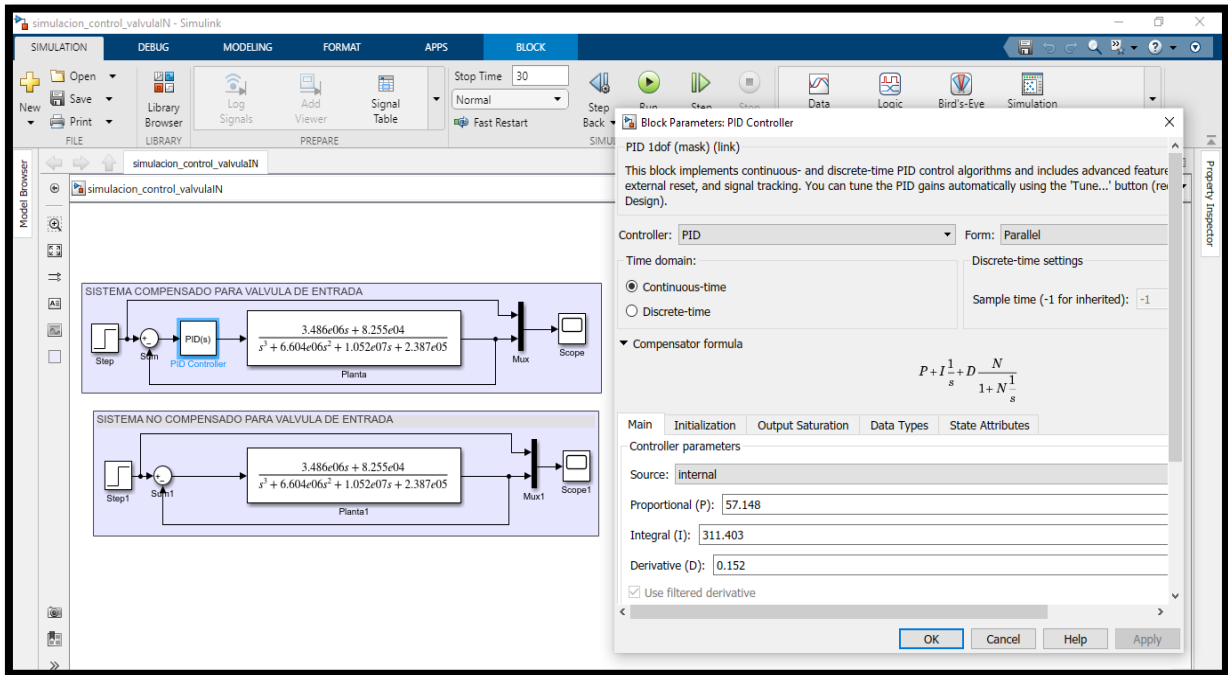 simulacion_control_valvulaIN - Simulink
SIMULATION DEBUG MODELING FORMAT APPS BLOCK
New
Open
Save
Print
FILE
Library
Browser
LIBRARY
Log
Signals
Add
Viewer
Signal
Table
PREPARE
Stop Time 30
Normal
Fast Restart
Step
Back
Run
Step
Stop
Data
Logic
Bird's-Eye
Simulation
Model Browser
simulacion_control_valvulaIN
simulacion_control_valvulaIN
Property Inspector
SISTEMA COMPENSADO PARA VALVULA DE ENTRADA
Step
Sum
PID(s)
PID Controller
3.486e06s + 8.255e04
s³ + 6.604e06s² + 1.052e07s + 2.387e05
Planta
Mux
Scope
SISTEMA NO COMPENSADO PARA VALVULA DE ENTRADA
Step1
Sum1
3.486e06s + 8.255e04
s³ + 6.604e06s² + 1.052e07s + 2.387e05
Planta1
Mux1
Scope1
Block Parameters: PID Controller
PID 1dof (mask) (link)
This block implements continuous- and discrete-time PID control algorithms and includes advanced feature
external reset, and signal tracking. You can tune the PID gains automatically using the 'Tune...' button (re
Design).
Controller: PID Form: Parallel
Time domain:
Continuous-time
Discrete-time
Discrete-time settings
Sample time (-1 for inherited): -1
Compensator formula
P + I 1/s + D N/(1 + N 1/s)
Main Initialization Output Saturation Data Types State Attributes
Controller parameters
Source: internal
Proportional (P): 57.148
Integral (I): 311.403
Derivative (D): 0.152
Use filtered derivative
OK Cancel Help Apply